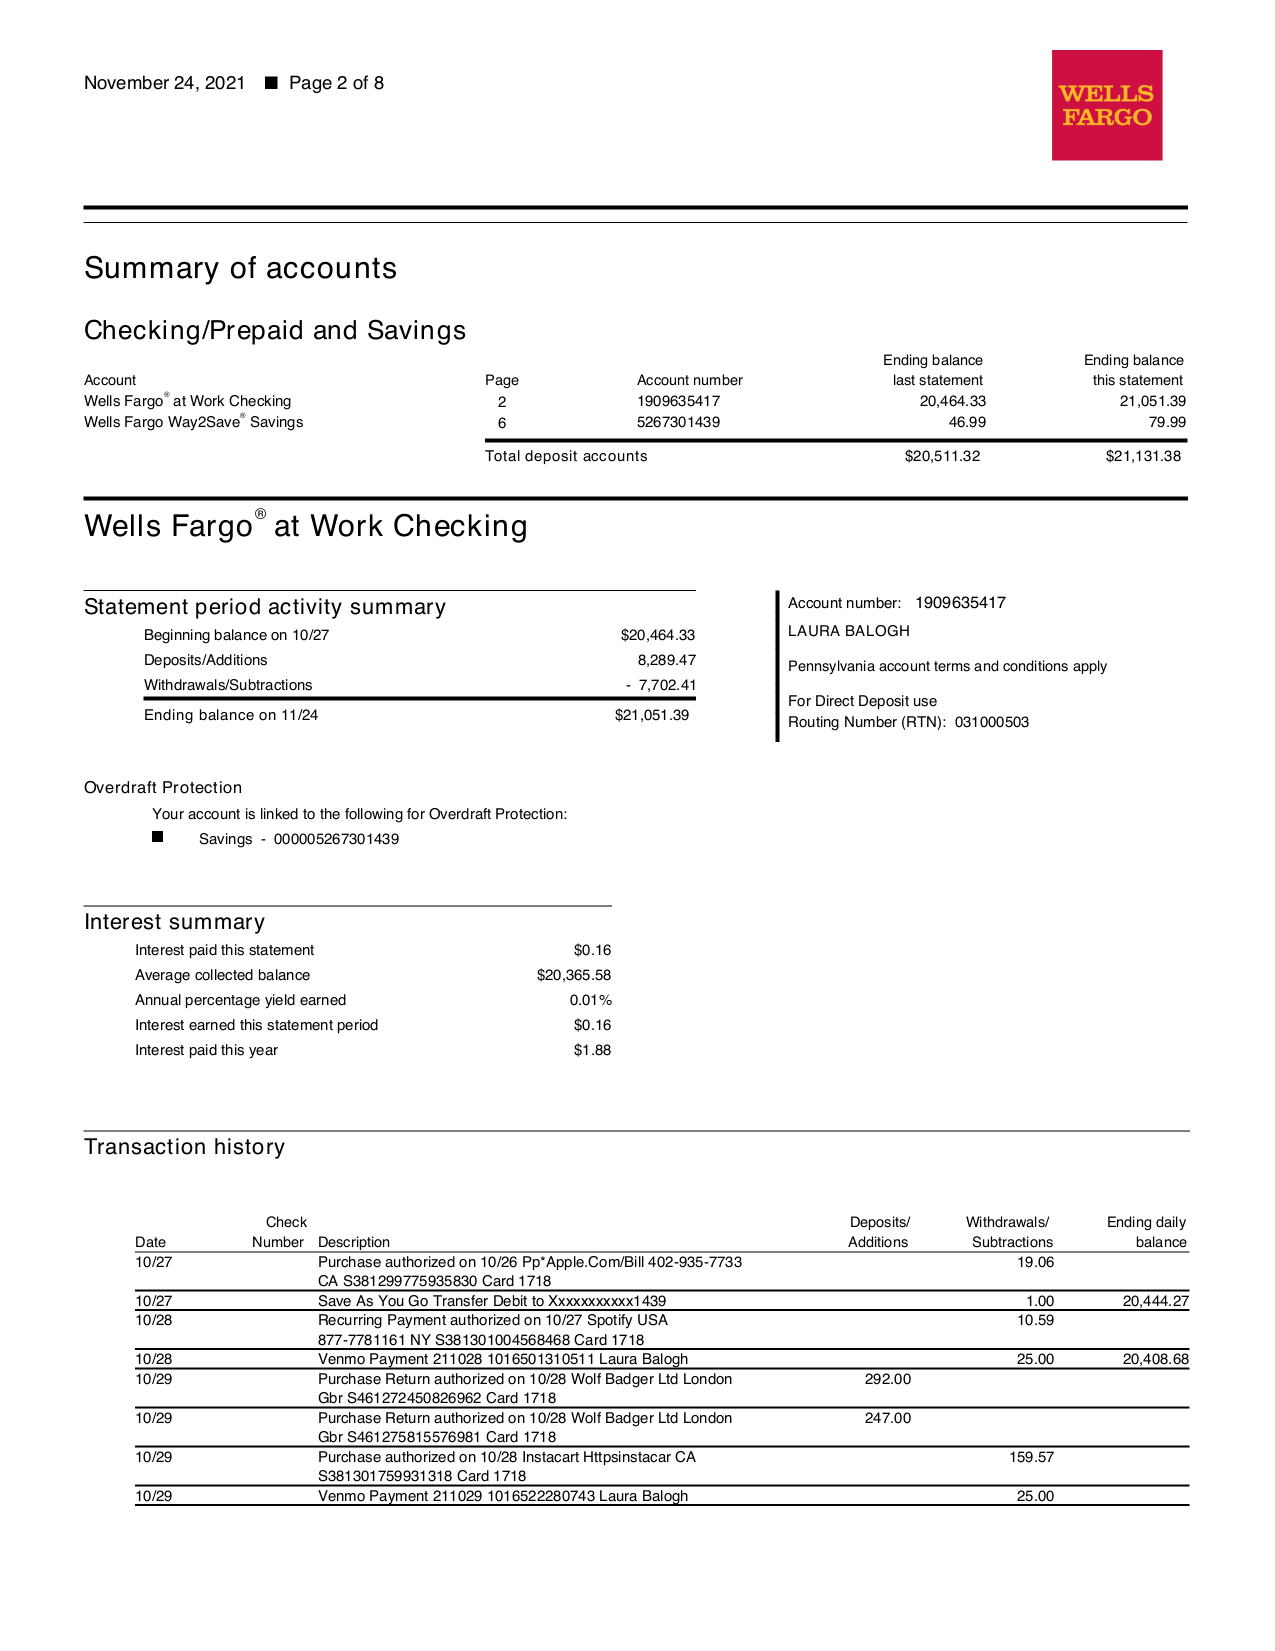 November 24, 2021 ■ Page 2 of 8
WELLS
FARGO
Summary of accounts
Checking/Prepaid and Savings
Ending balance Ending balance
Account Page Account number last statement this statement
Wells Fargo® at Work Checking 2 1909635417 20,464.33 21,051.39
Wells Fargo Way2Save® Savings 6 5267301439 46.99 79.99
Total deposit accounts $20,511.32 $21,131.38
Wells Fargo® at Work Checking
Statement period activity summary
Beginning balance on 10/27 $20,464.33
Deposits/Additions 8,289.47
Withdrawals/Subtractions - 7,702.41
Ending balance on 11/24 $21,051.39
Account number: 1909635417
LAURA BALOGH
Pennsylvania account terms and conditions apply
For Direct Deposit use
Routing Number (RTN): 031000503
Overdraft Protection
Your account is linked to the following for Overdraft Protection:
■ Savings - 000005267301439
Interest summary
Interest paid this statement $0.16
Average collected balance $20,365.58
Annual percentage yield earned 0.01%
Interest earned this statement period $0.16
Interest paid this year $1.88
Transaction history
Check Deposits/ Withdrawals/ Ending daily
Date Number Description Additions Subtractions balance
10/27 Purchase authorized on 10/26 Pp*Apple.Com/Bill 402-935-7733 19.06
CA S381299775935830 Card 1718
10/27 Save As You Go Transfer Debit to Xxxxxxxxxxx1439 1.00 20,444.27
10/28 Recurring Payment authorized on 10/27 Spotify USA 10.59
877-7781161 NY S381301004568468 Card 1718
10/28 Venmo Payment 211028 1016501310511 Laura Balogh 25.00 20,408.68
10/29 Purchase Return authorized on 10/28 Wolf Badger Ltd London 292.00
Gbr S461272450826962 Card 1718
10/29 Purchase Return authorized on 10/28 Wolf Badger Ltd London 247.00
Gbr S461275815576981 Card 1718
10/29 Purchase authorized on 10/28 Instacart Httpsinstacar CA 159.57
S381301759931318 Card 1718
10/29 Venmo Payment 211029 1016522280743 Laura Balogh 25.00